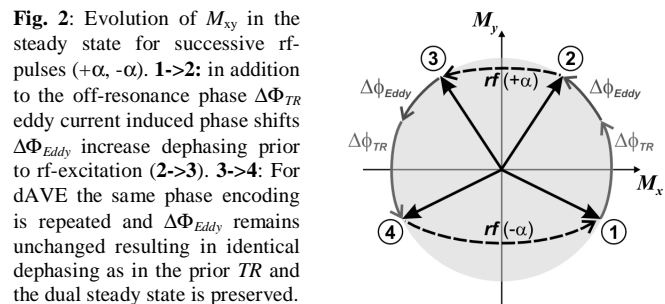 Fig. 2: Evolution of Mxy in the
steady state for successive rf-
pulses (+α, -α). 1->2: in addition
to the off-resonance phase ΔΦTR
eddy current induced phase shifts
ΔΦEddy increase dephasing prior
to rf-excitation (2->3). 3->4: For
dAVE the same phase encoding
is repeated and ΔΦEddy remains
unchanged resulting in identical
dephasing as in the prior TR and
the dual steady state is preserved.
My
3
2
rf(+α)
ΔϕEddy
ΔϕEddy
ΔϕTR
ΔϕTR
Mx
4
rf(-α)
1